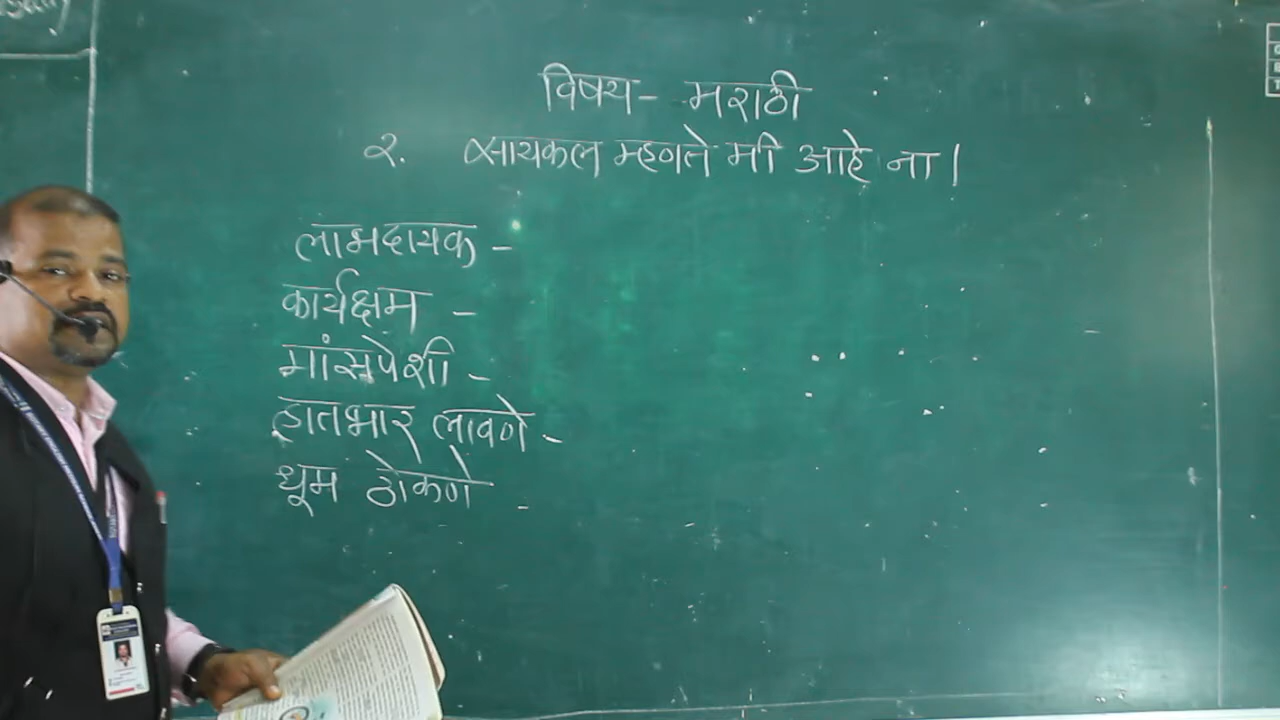 विषय- मराठी
२. सायकल म्हणते मी आहे ना।
लाभदायक -
कार्यक्षम -
मांसपेशी -
हातभार लावणे -
धूम ठोकणे -